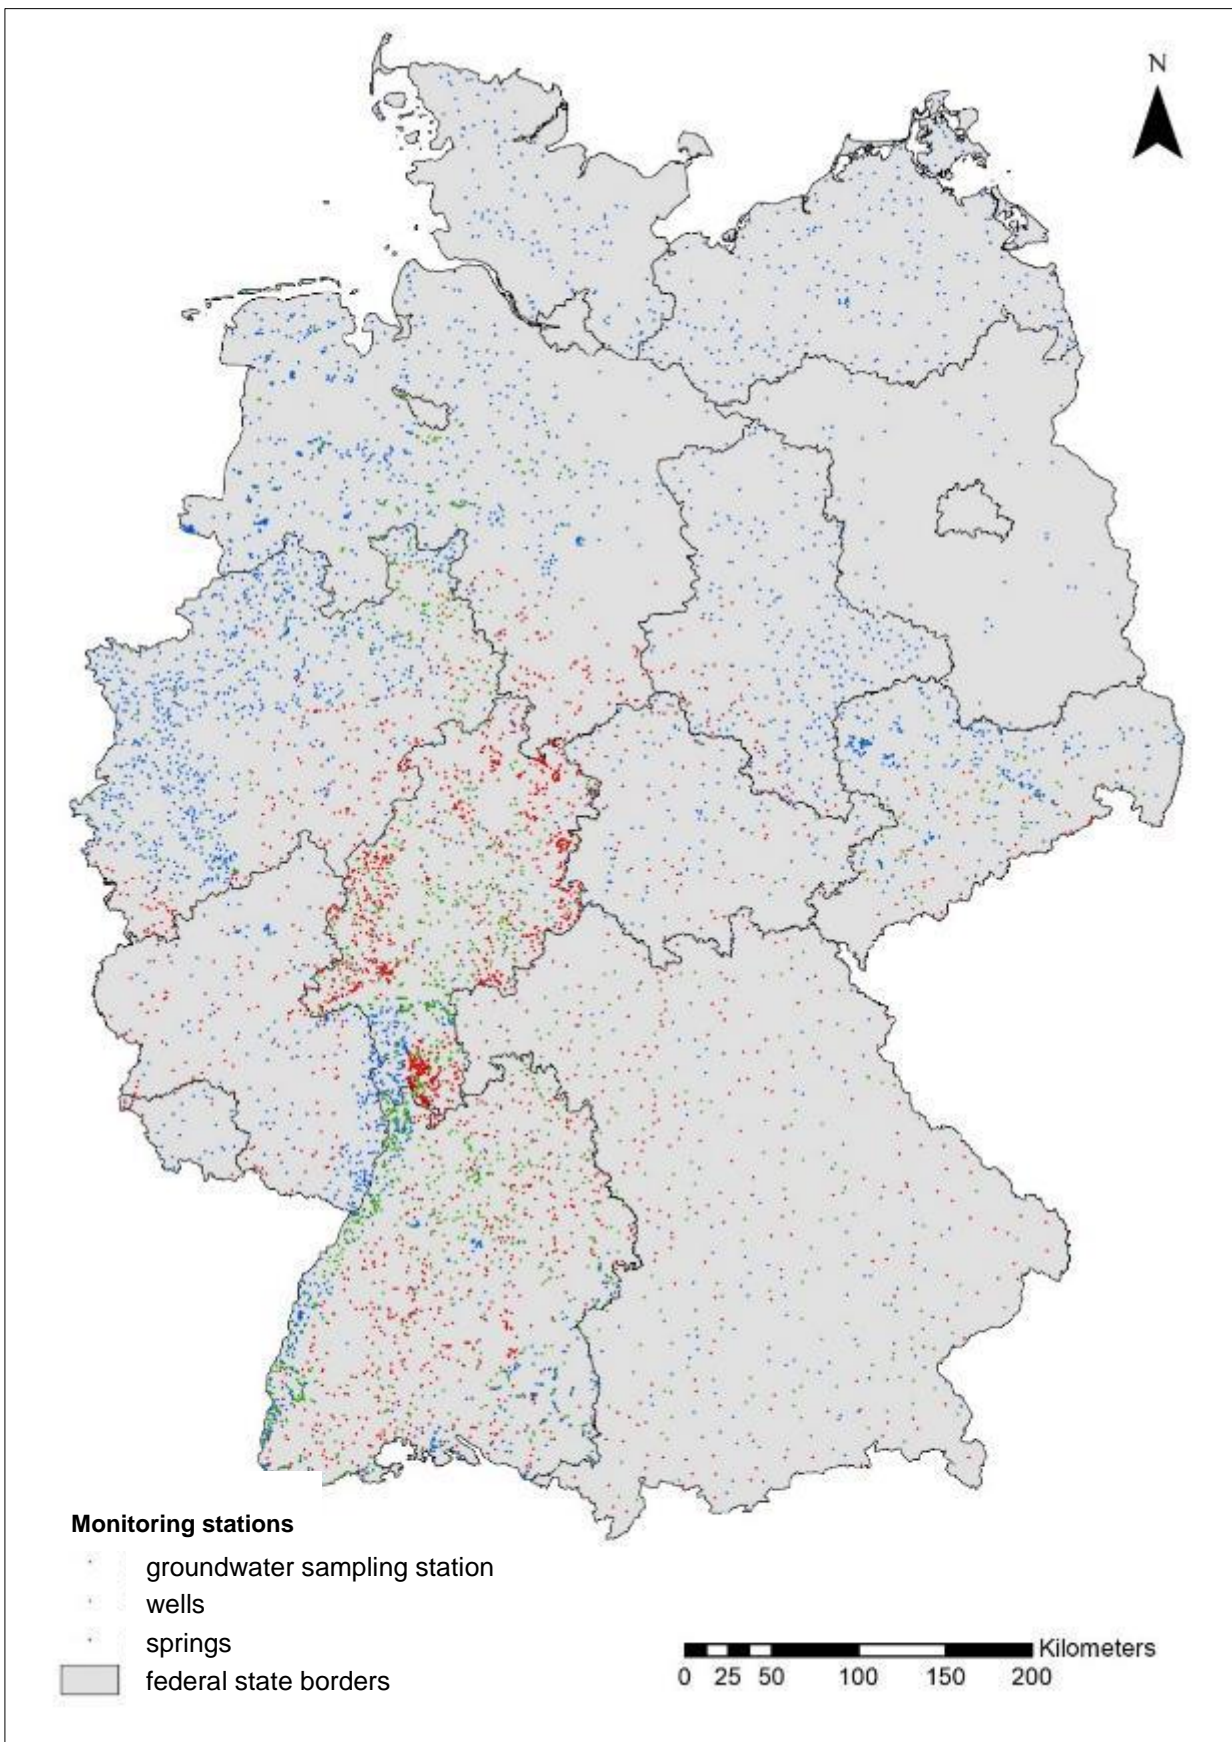 N
Monitoring stations
groundwater sampling station
wells
springs
federal state borders
Kilometers
0 25 50 100 150 200